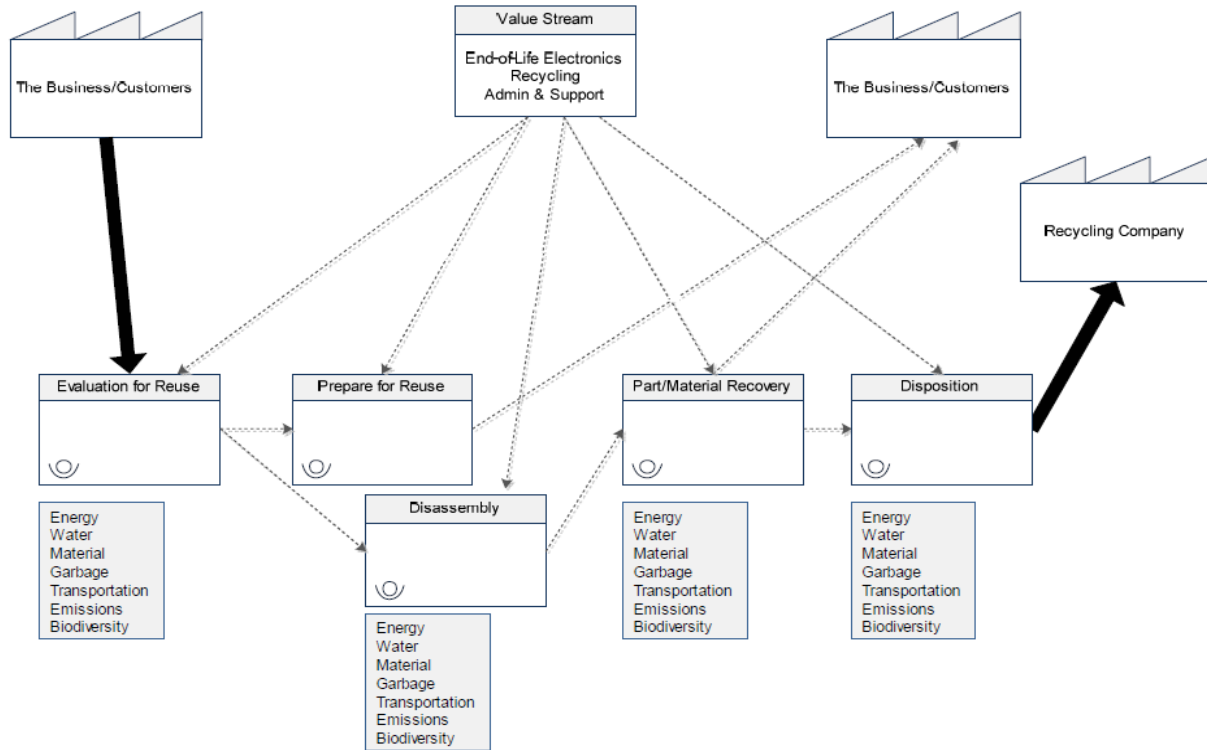 Value Stream
End-of-Life Electronics
Recycling
Admin & Support
The Business/Customers
The Business/Customers
Recycling Company
Evaluation for Reuse
Prepare for Reuse
Part/Material Recovery
Disposition
Disassembly
Energy
Water
Material
Garbage
Transportation
Emissions
Biodiversity
Energy
Water
Material
Garbage
Transportation
Emissions
Biodiversity
Energy
Water
Material
Garbage
Transportation
Emissions
Biodiversity
Energy
Water
Material
Garbage
Transportation
Emissions
Biodiversity